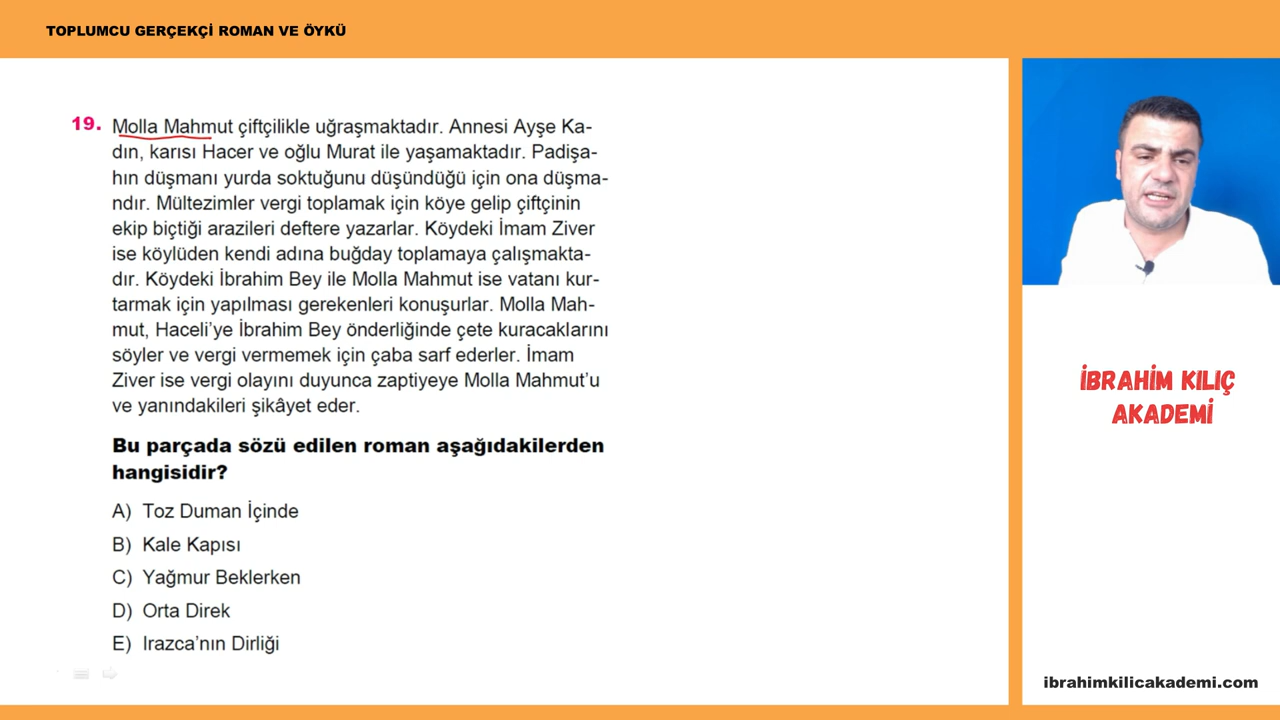 TOPLUMCU GERÇEKÇİ ROMAN VE ÖYKÜ
19. Molla Mahmut çiftçilikle uğraşmaktadır. Annesi Ayşe Ka-
dın, karısı Hacer ve oğlu Murat ile yaşamaktadır. Padişa-
hın düşmanı yurda soktuğunu düşündüğü için ona düşma-
ndır. Mültezimler vergi toplamak için köye gelip çiftçinin
ekip biçtiği arazileri deftere yazarlar. Köydeki İmam Ziver
ise köylüden kendi adına buğday toplamaya çalışmakta-
dır. Köydeki İbrahim Bey ile Molla Mahmut ise vatanı kur-
tarmak için yapılması gerekenleri konuşurlar. Molla Mah-
mut, Haceli'ye İbrahim Bey önderliğinde çete kuracaklarını
söyler ve vergi vermemek için çaba sarf ederler. İmam
Ziver ise vergi olayını duyunca zaptiyeye Molla Mahmut'u
ve yanındakileri şikâyet eder.
Bu parçada sözü edilen roman aşağıdakilerden
hangisidir?
A) Toz Duman İçinde
B) Kale Kapısı
C) Yağmur Beklerken
D) Orta Direk
E) Irazca'nın Dirliği
İBRAHİM KILIÇ
AKADEMİ
ibrahimkilicakademi.com